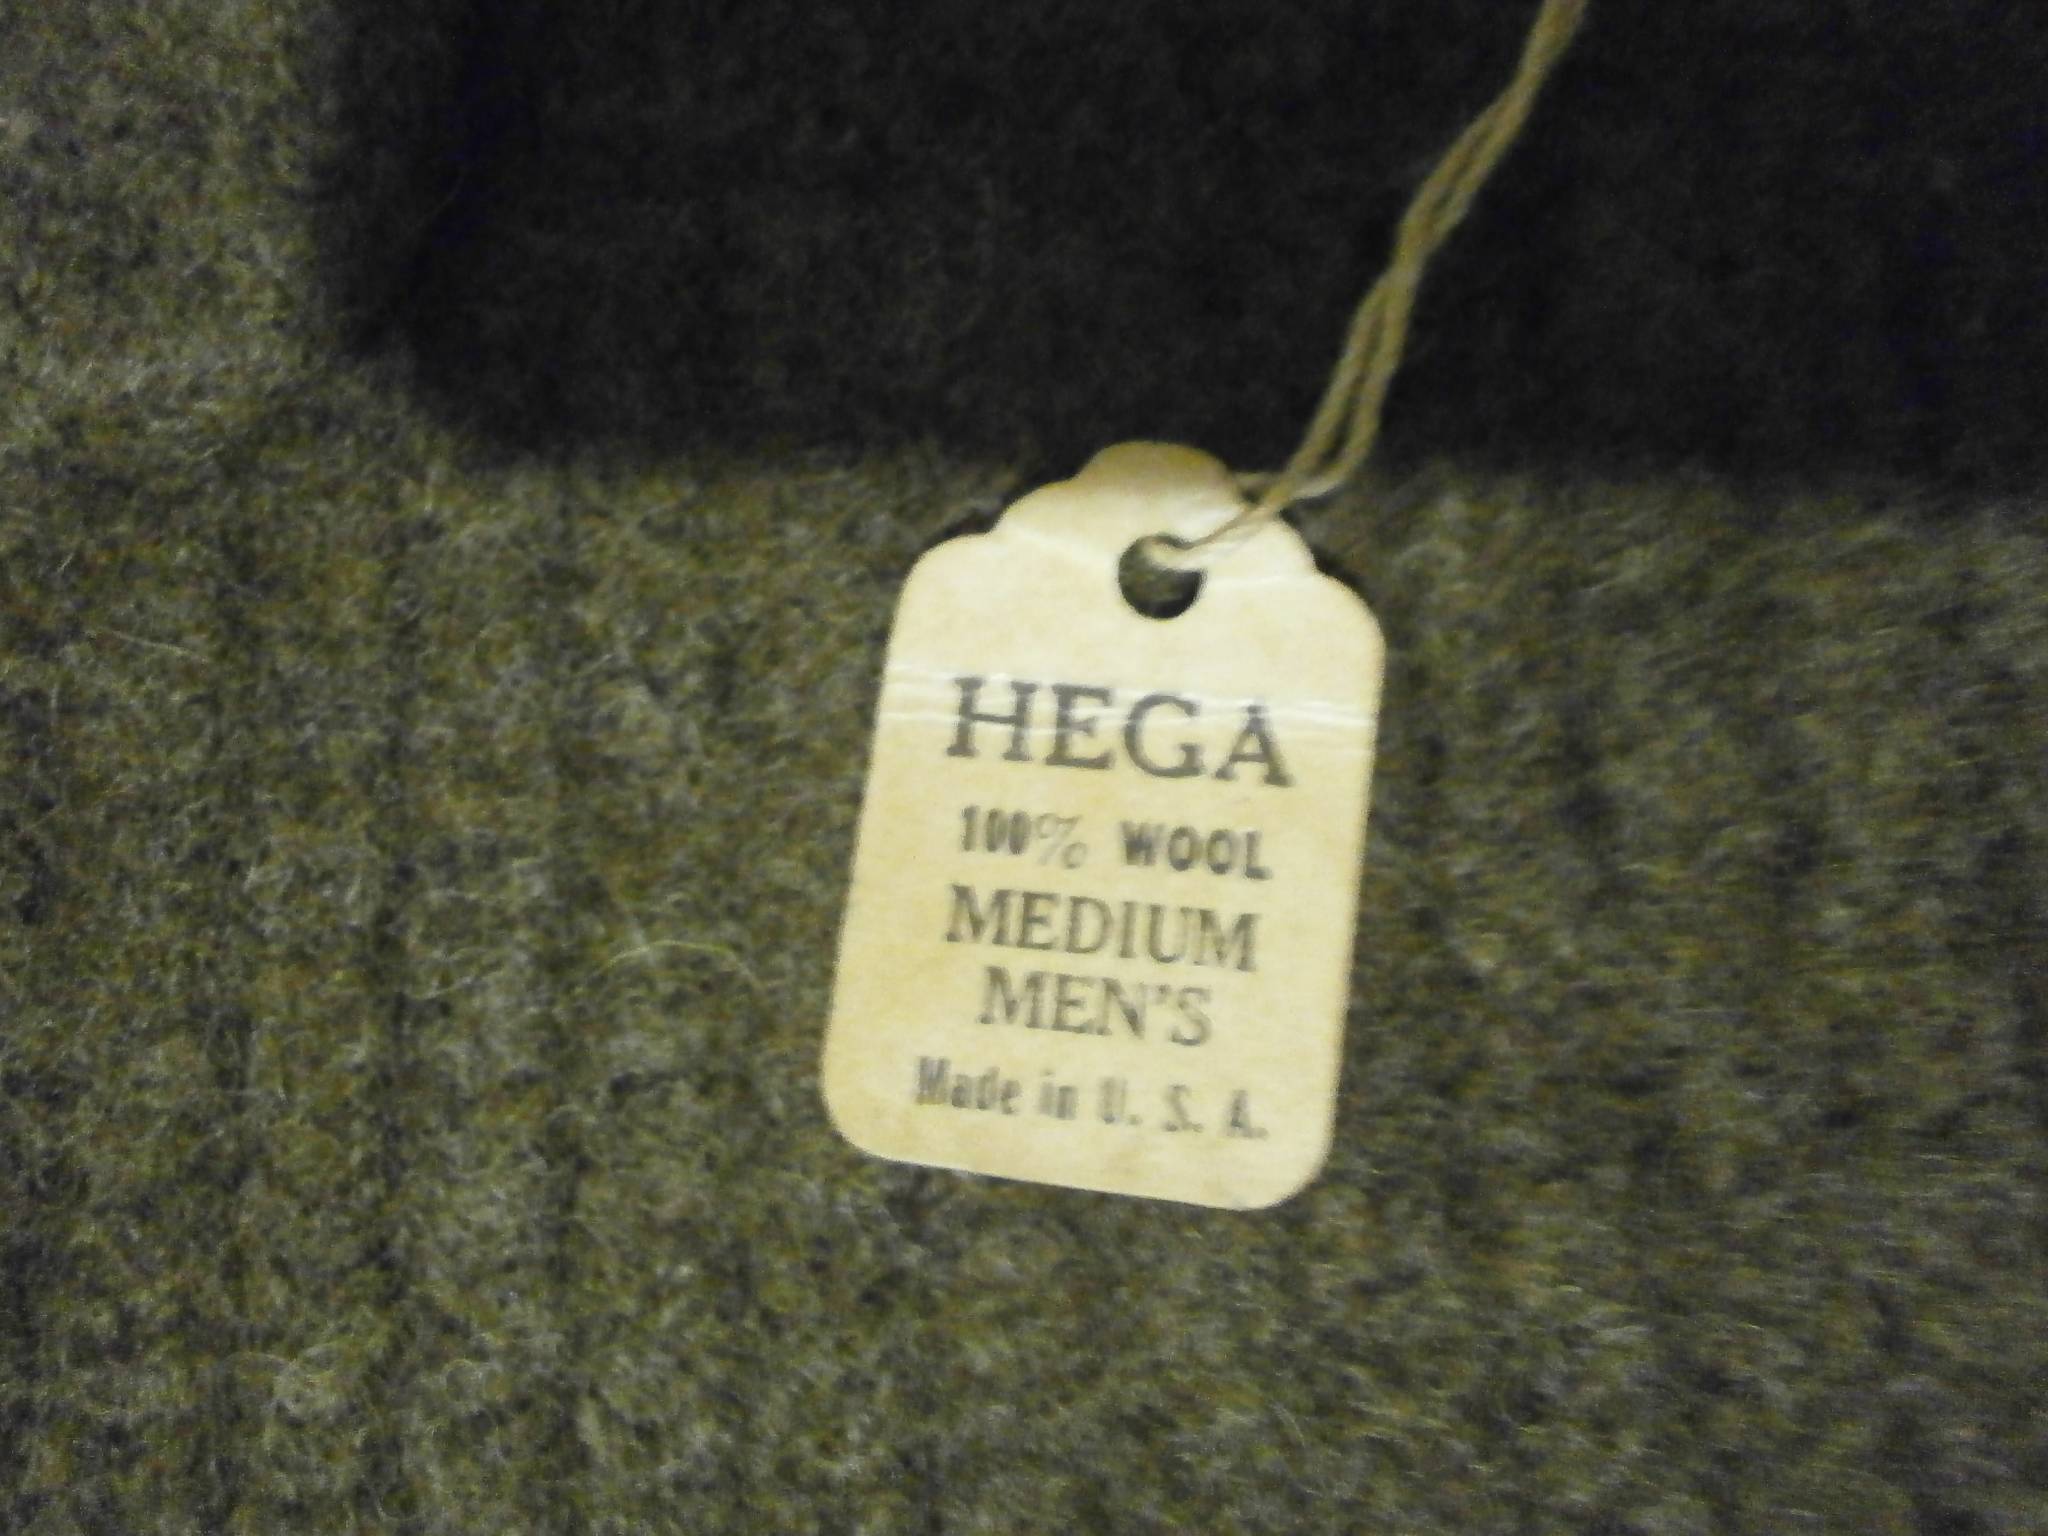 HEGA
100% WOOL
MEDIUM
MEN'S
Made in U. S. A.